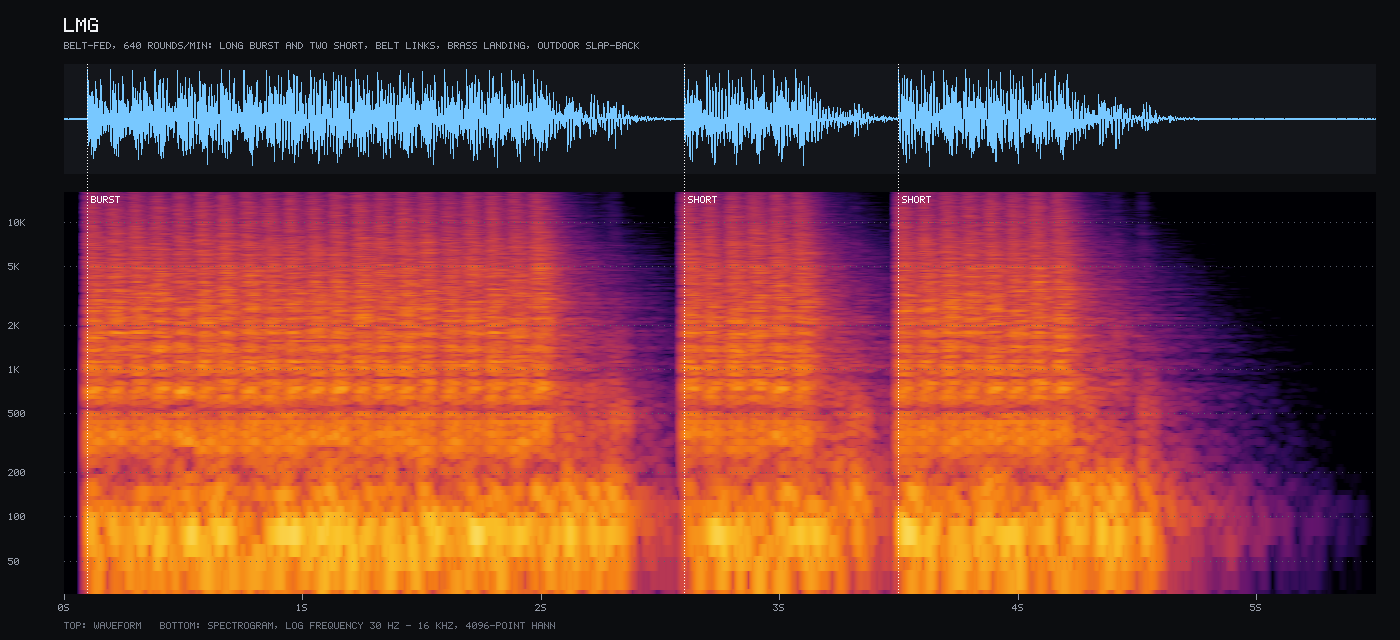 LMG
BELT-FED, 640 ROUNDS/MIN: LONG BURST AND TWO SHORT, BELT LINKS, BRASS LANDING, OUTDOOR SLAP-BACK
BURST SHORT SHORT
10K
5K
2K
1K
500
200
100
50
0S 1S 2S 3S 4S 5S
TOP: WAVEFORM BOTTOM: SPECTROGRAM, LOG FREQUENCY 30 HZ - 16 KHZ, 4096-POINT HANN